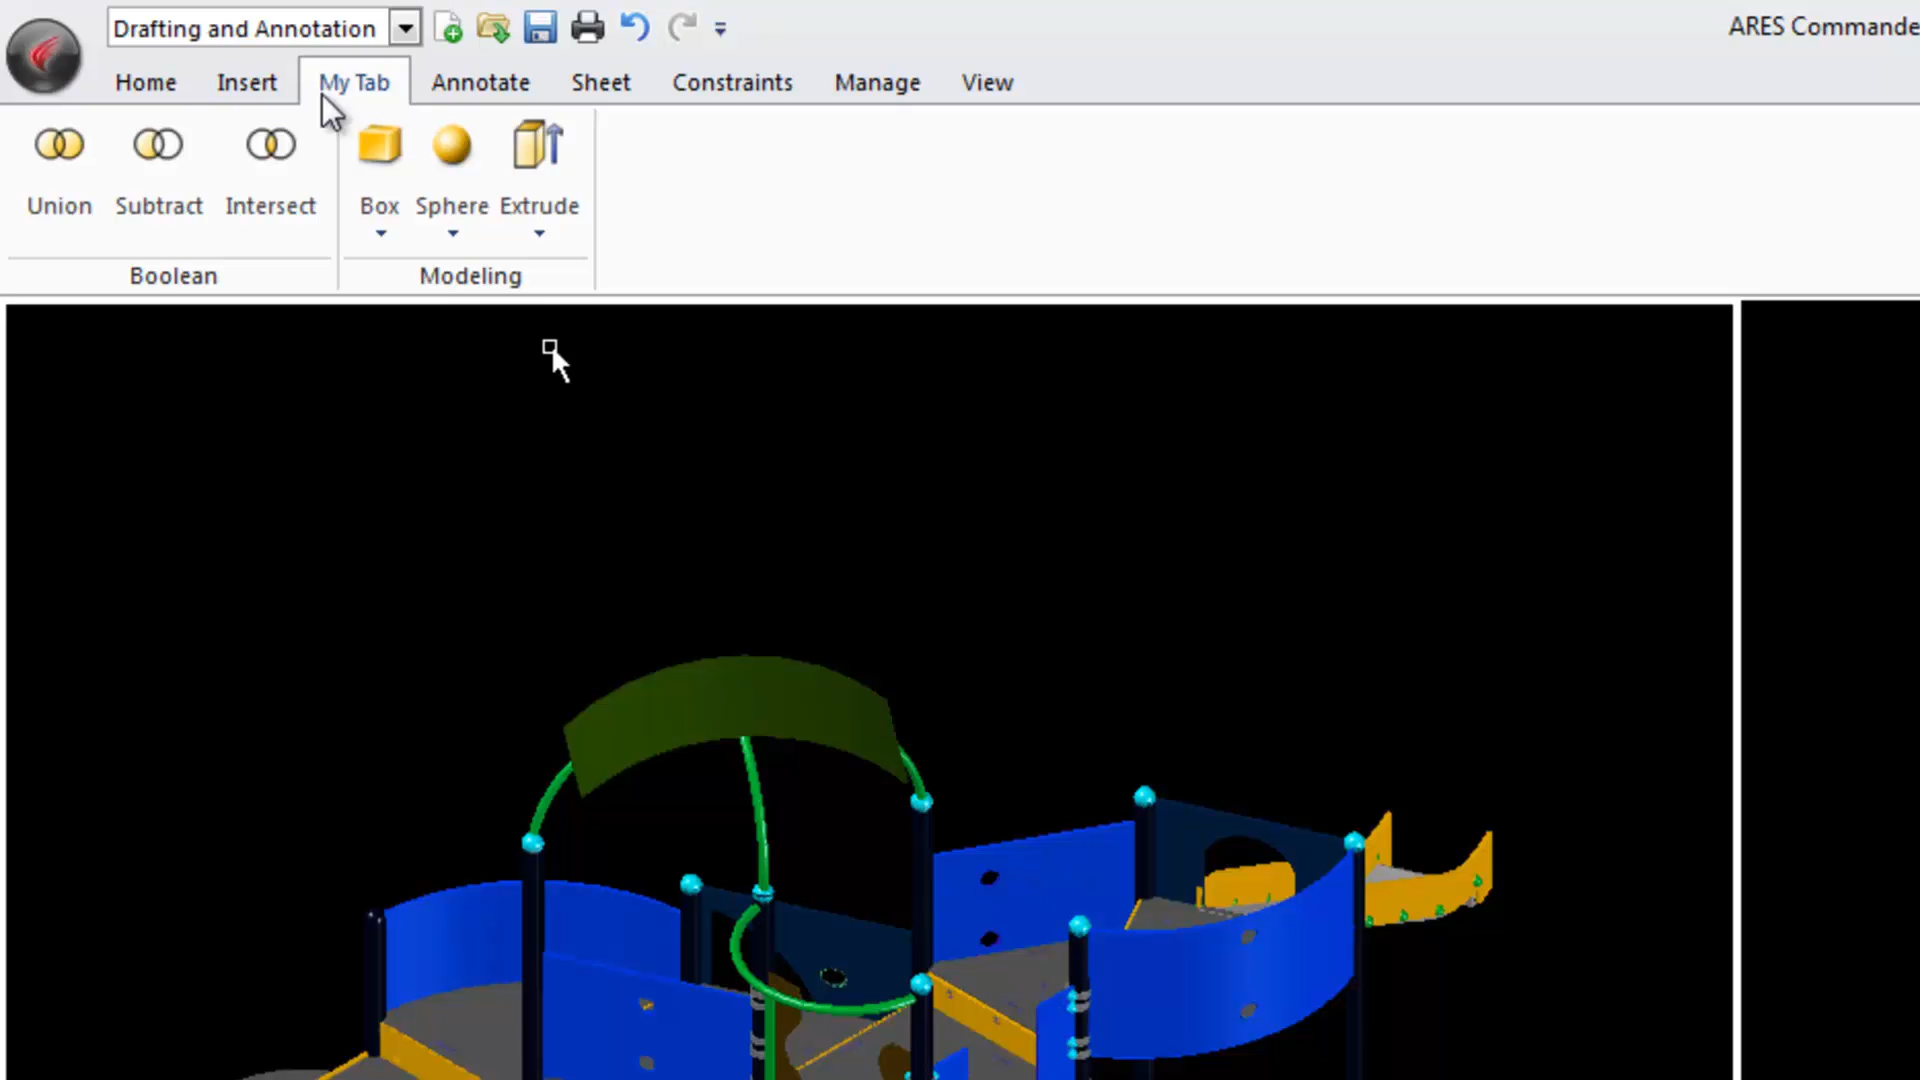 Drafting and Annotation
ARES Commande
Home Insert My Tab Annotate Sheet Constraints Manage View
Union Subtract Intersect Box Sphere Extrude
Boolean Modeling